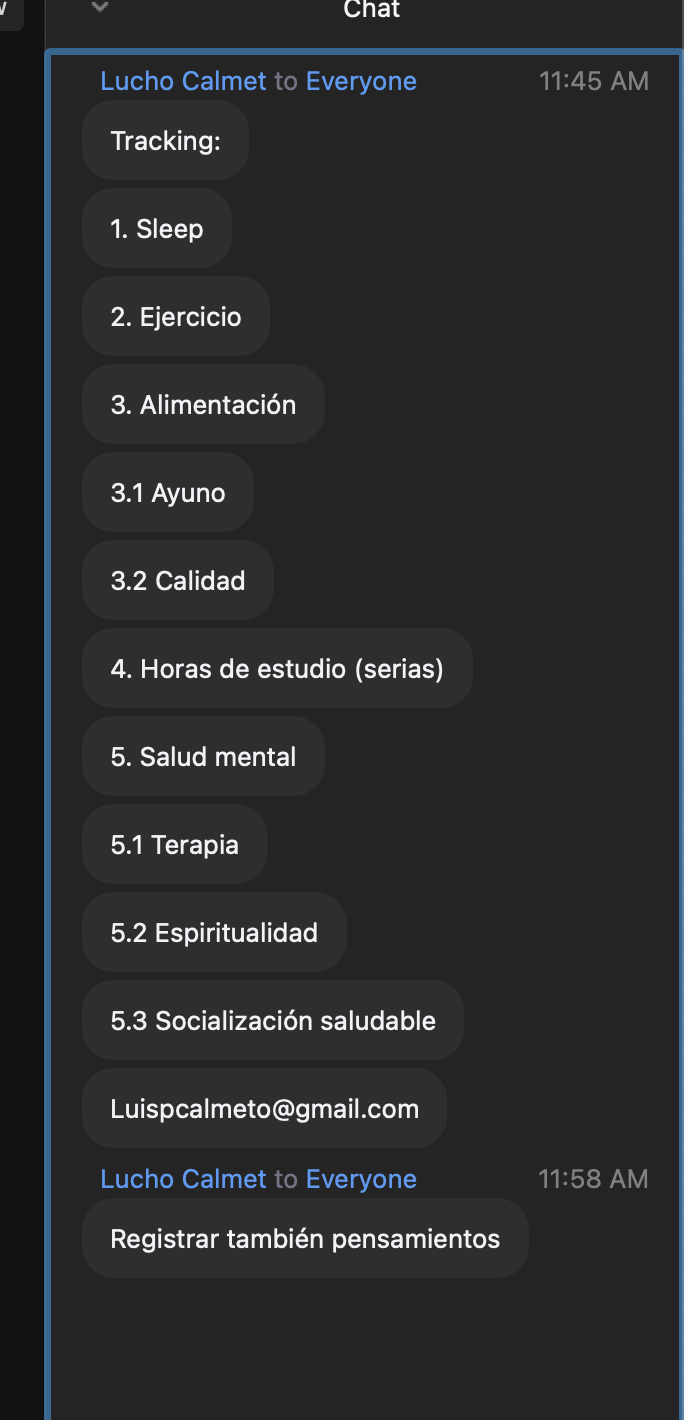 Chat
Lucho Calmet to Everyone 11:45 AM
Tracking:
1. Sleep
2. Ejercicio
3. Alimentación
3.1 Ayuno
3.2 Calidad
4. Horas de estudio (serias)
5. Salud mental
5.1 Terapia
5.2 Espiritualidad
5.3 Socialización saludable
Luispcalmeto@gmail.com
Lucho Calmet to Everyone 11:58 AM
Registrar también pensamientos